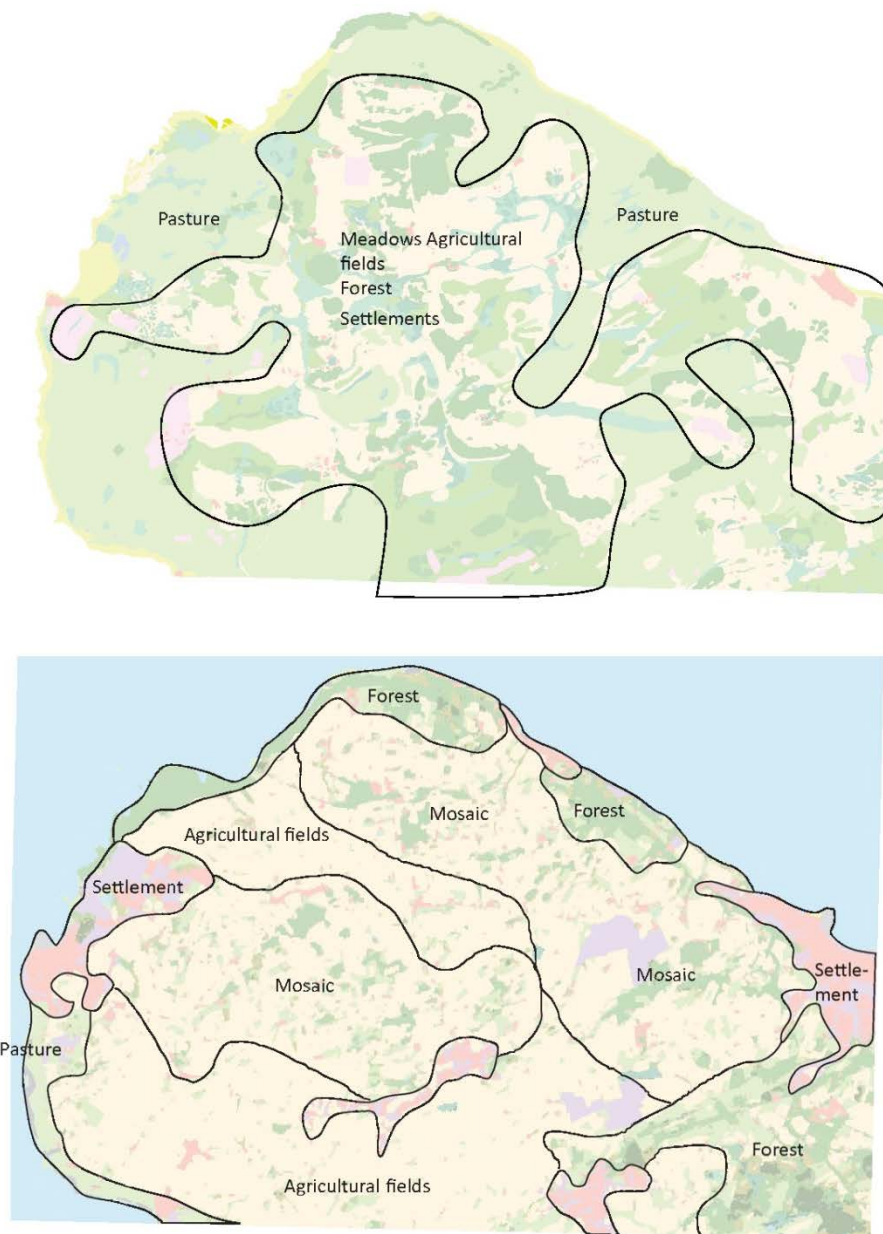 Pasture
Pasture
Meadows Agricultural
fields
Forest
Settlements
Forest
Forest
Mosaic
Agricultural fields
Settlement
Mosaic
Mosaic
Settle-
ment
Pasture
Forest
Agricultural fields